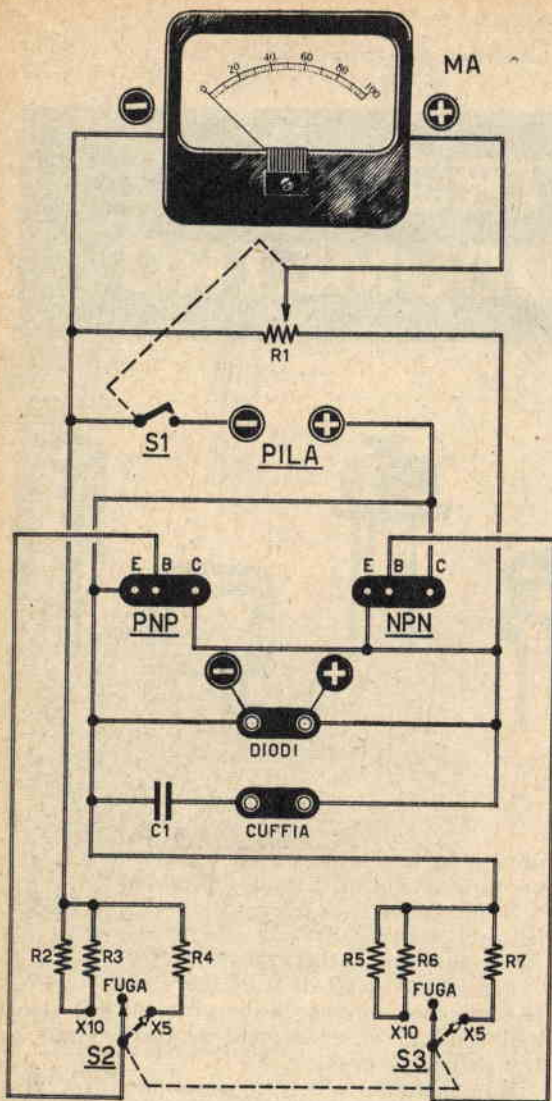 0 20 40 60 80 100
MA
− +
R1
S1 − PILA +
E B C E B C
PNP NPN
− +
DIODI
C1 CUFFIA
R2 R3 R4 R5 R6 R7
FUGA FUGA
X10 X5 X10 X5
S2 S3